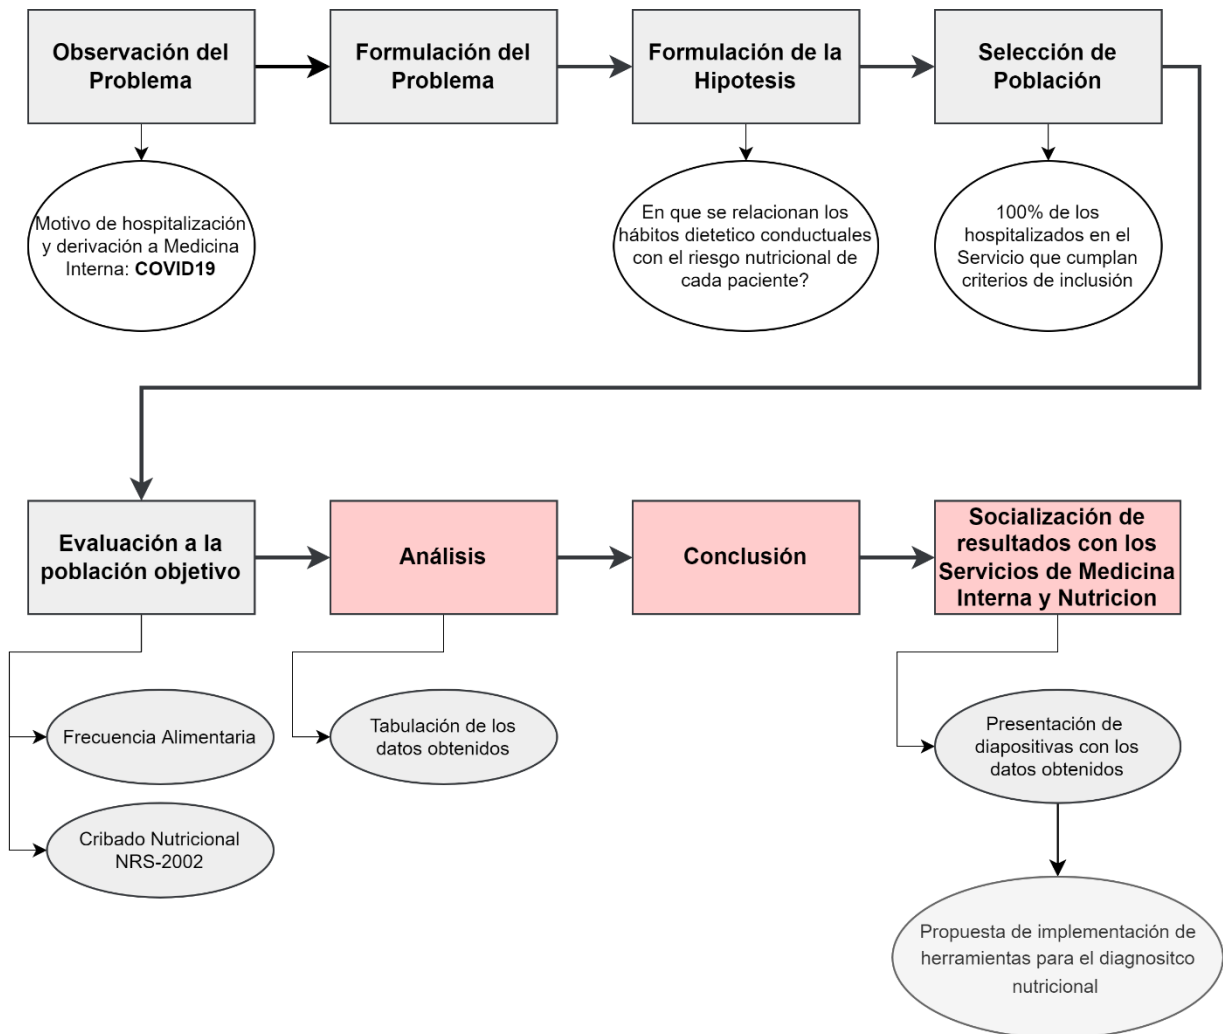 Observación del
Problema
Formulación del
Problema
Formulación de la
Hipotesis
Selección de
Población
Motivo de hospitalización
y derivación a Medicina
Interna: COVID19
En que se relacionan los
hábitos dietetico conductuales
con el riesgo nutricional de
cada paciente?
100% de los
hospitalizados en el
Servicio que cumplan
criterios de inclusión
Evaluación a la
población objetivo
Análisis
Conclusión
Socialización de
resultados con los
Servicios de Medicina
Interna y Nutricion
Frecuencia Alimentaria
Cribado Nutricional
NRS-2002
Tabulación de los
datos obtenidos
Presentación de
diapositivas con los
datos obtenidos
Propuesta de implementación de
herramientas para el diagnositco
nutricional